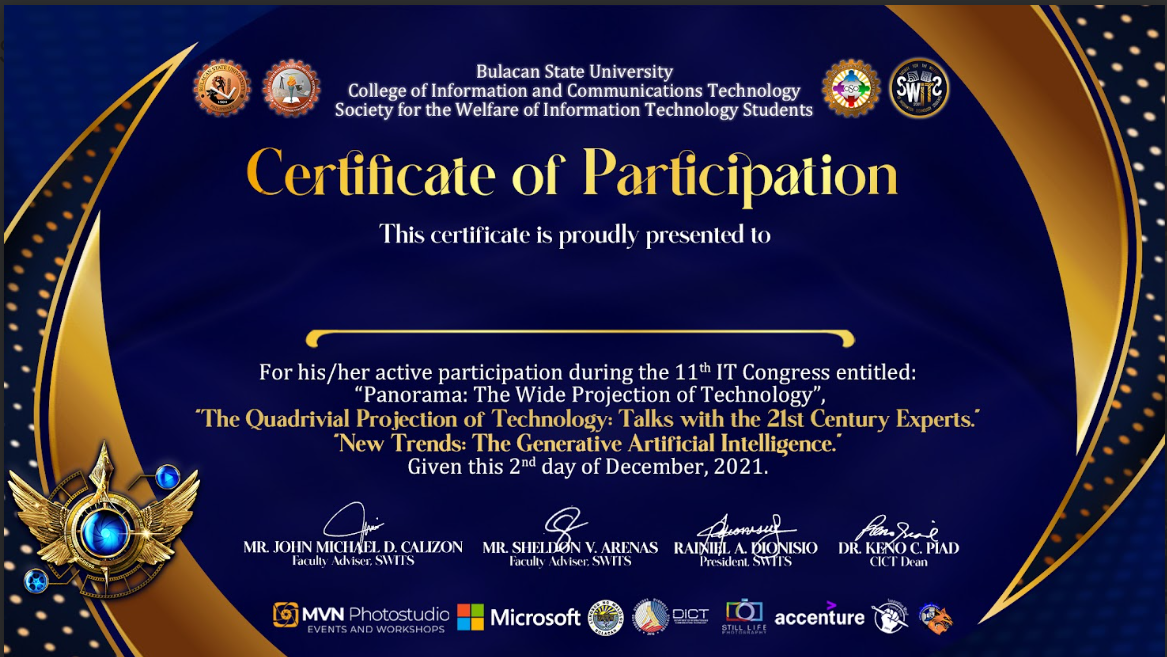 Bulacan State University
College of Information and Communications Technology
Society for the Welfare of Information Technology Students
SWITS
Certificate of Participation
This certificate is proudly presented to
For his/her active participation during the 11th IT Congress entitled:
“Panorama: The Wide Projection of Technology”,
"The Quadrivial Projection of Technology: Talks with the 21st Century Experts."
"New Trends: The Generative Artificial Intelligence."
Given this 2nd day of December, 2021.
MR. JOHN MICHAEL D. CALIZON MR. SHELDON V. ARENAS RAINIEL A. DIONISIO DR. KENO C. PIAD
Faculty Adviser, SWITS Faculty Adviser, SWITS President, SWITS CICT Dean
MVN Photostudio Microsoft DICT accenture
EVENTS AND WORKSHOPS STILL LIFE
PHOTOGRAPHY